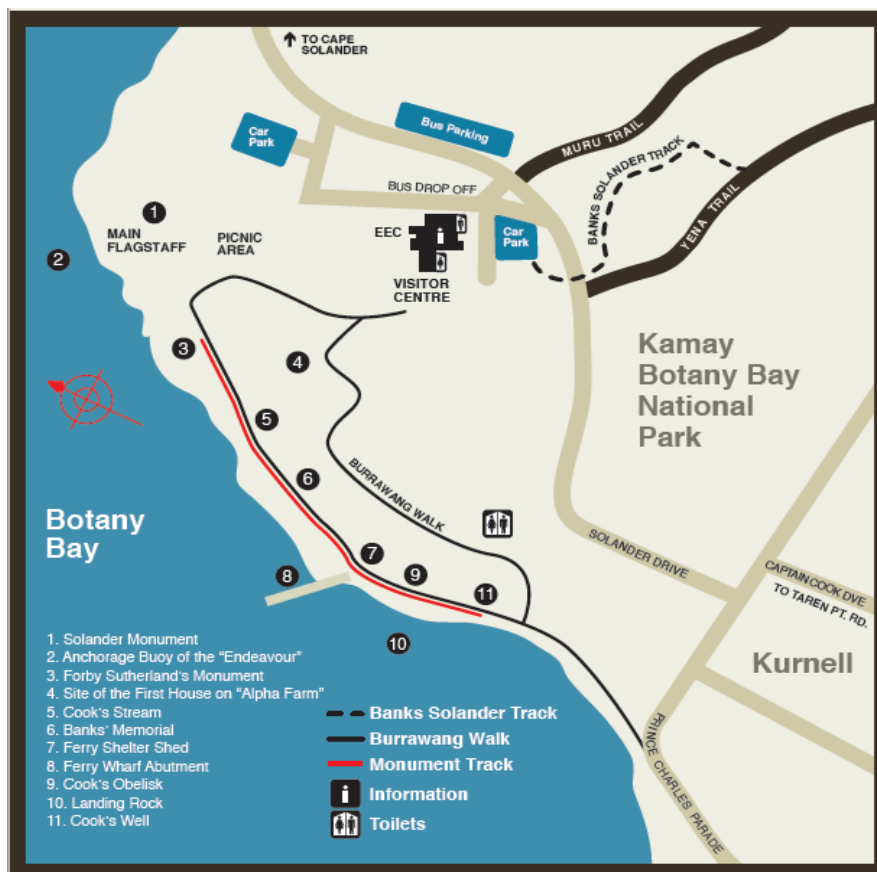 TO CAPE
SOLANDER
Car
Park
Bus Parking
MURU TRAIL
BANKS SOLANDER TRACK
YENA TRAIL
BUS DROP OFF
1
MAIN
FLAGSTAFF
PICNIC
AREA
EEC
i
Car
Park
2
VISITOR
CENTRE
3
4
Kamay
Botany Bay
National
Park
5
6
BURRAWANG WALK
Botany
Bay
7
8
9
10
11
SOLANDER DRIVE
CAPTAIN COOK DVE
TO TAREN PT. RD.
Kurnell
PRINCE CHARLES PARADE
1. Solander Monument
2. Anchorage Buoy of the “Endeavour”
3. Forby Sutherland's Monument
4. Site of the First House on “Alpha Farm”
5. Cook's Stream
6. Banks' Memorial
7. Ferry Shelter Shed
8. Ferry Wharf Abutment
9. Cook's Obelisk
10. Landing Rock
11. Cook's Well
Banks Solander Track
Burrawang Walk
Monument Track
i Information
Toilets